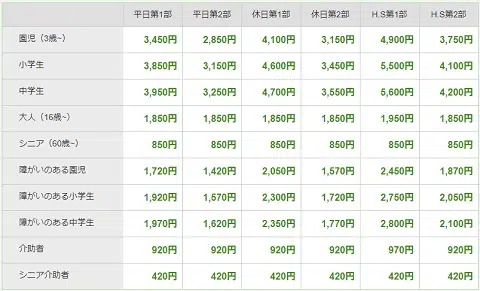 平日第1部 平日第2部 休日第1部 休日第2部 H.S第1部 H.S第2部
園児（3歳~） 3,450円 2,850円 4,100円 3,150円 4,900円 3,750円
小学生 3,850円 3,150円 4,600円 3,450円 5,500円 4,100円
中学生 3,950円 3,250円 4,700円 3,550円 5,600円 4,200円
大人（16歳~） 1,850円 1,850円 1,850円 1,850円 1,950円 1,850円
シニア（60歳~） 850円 850円 850円 850円 850円 850円
障がいのある園児 1,720円 1,420円 2,050円 1,570円 2,450円 1,870円
障がいのある小学生 1,920円 1,570円 2,300円 1,720円 2,750円 2,050円
障がいのある中学生 1,970円 1,620円 2,350円 1,770円 2,800円 2,100円
介助者 920円 920円 920円 920円 970円 920円
シニア介助者 420円 420円 420円 420円 420円 420円